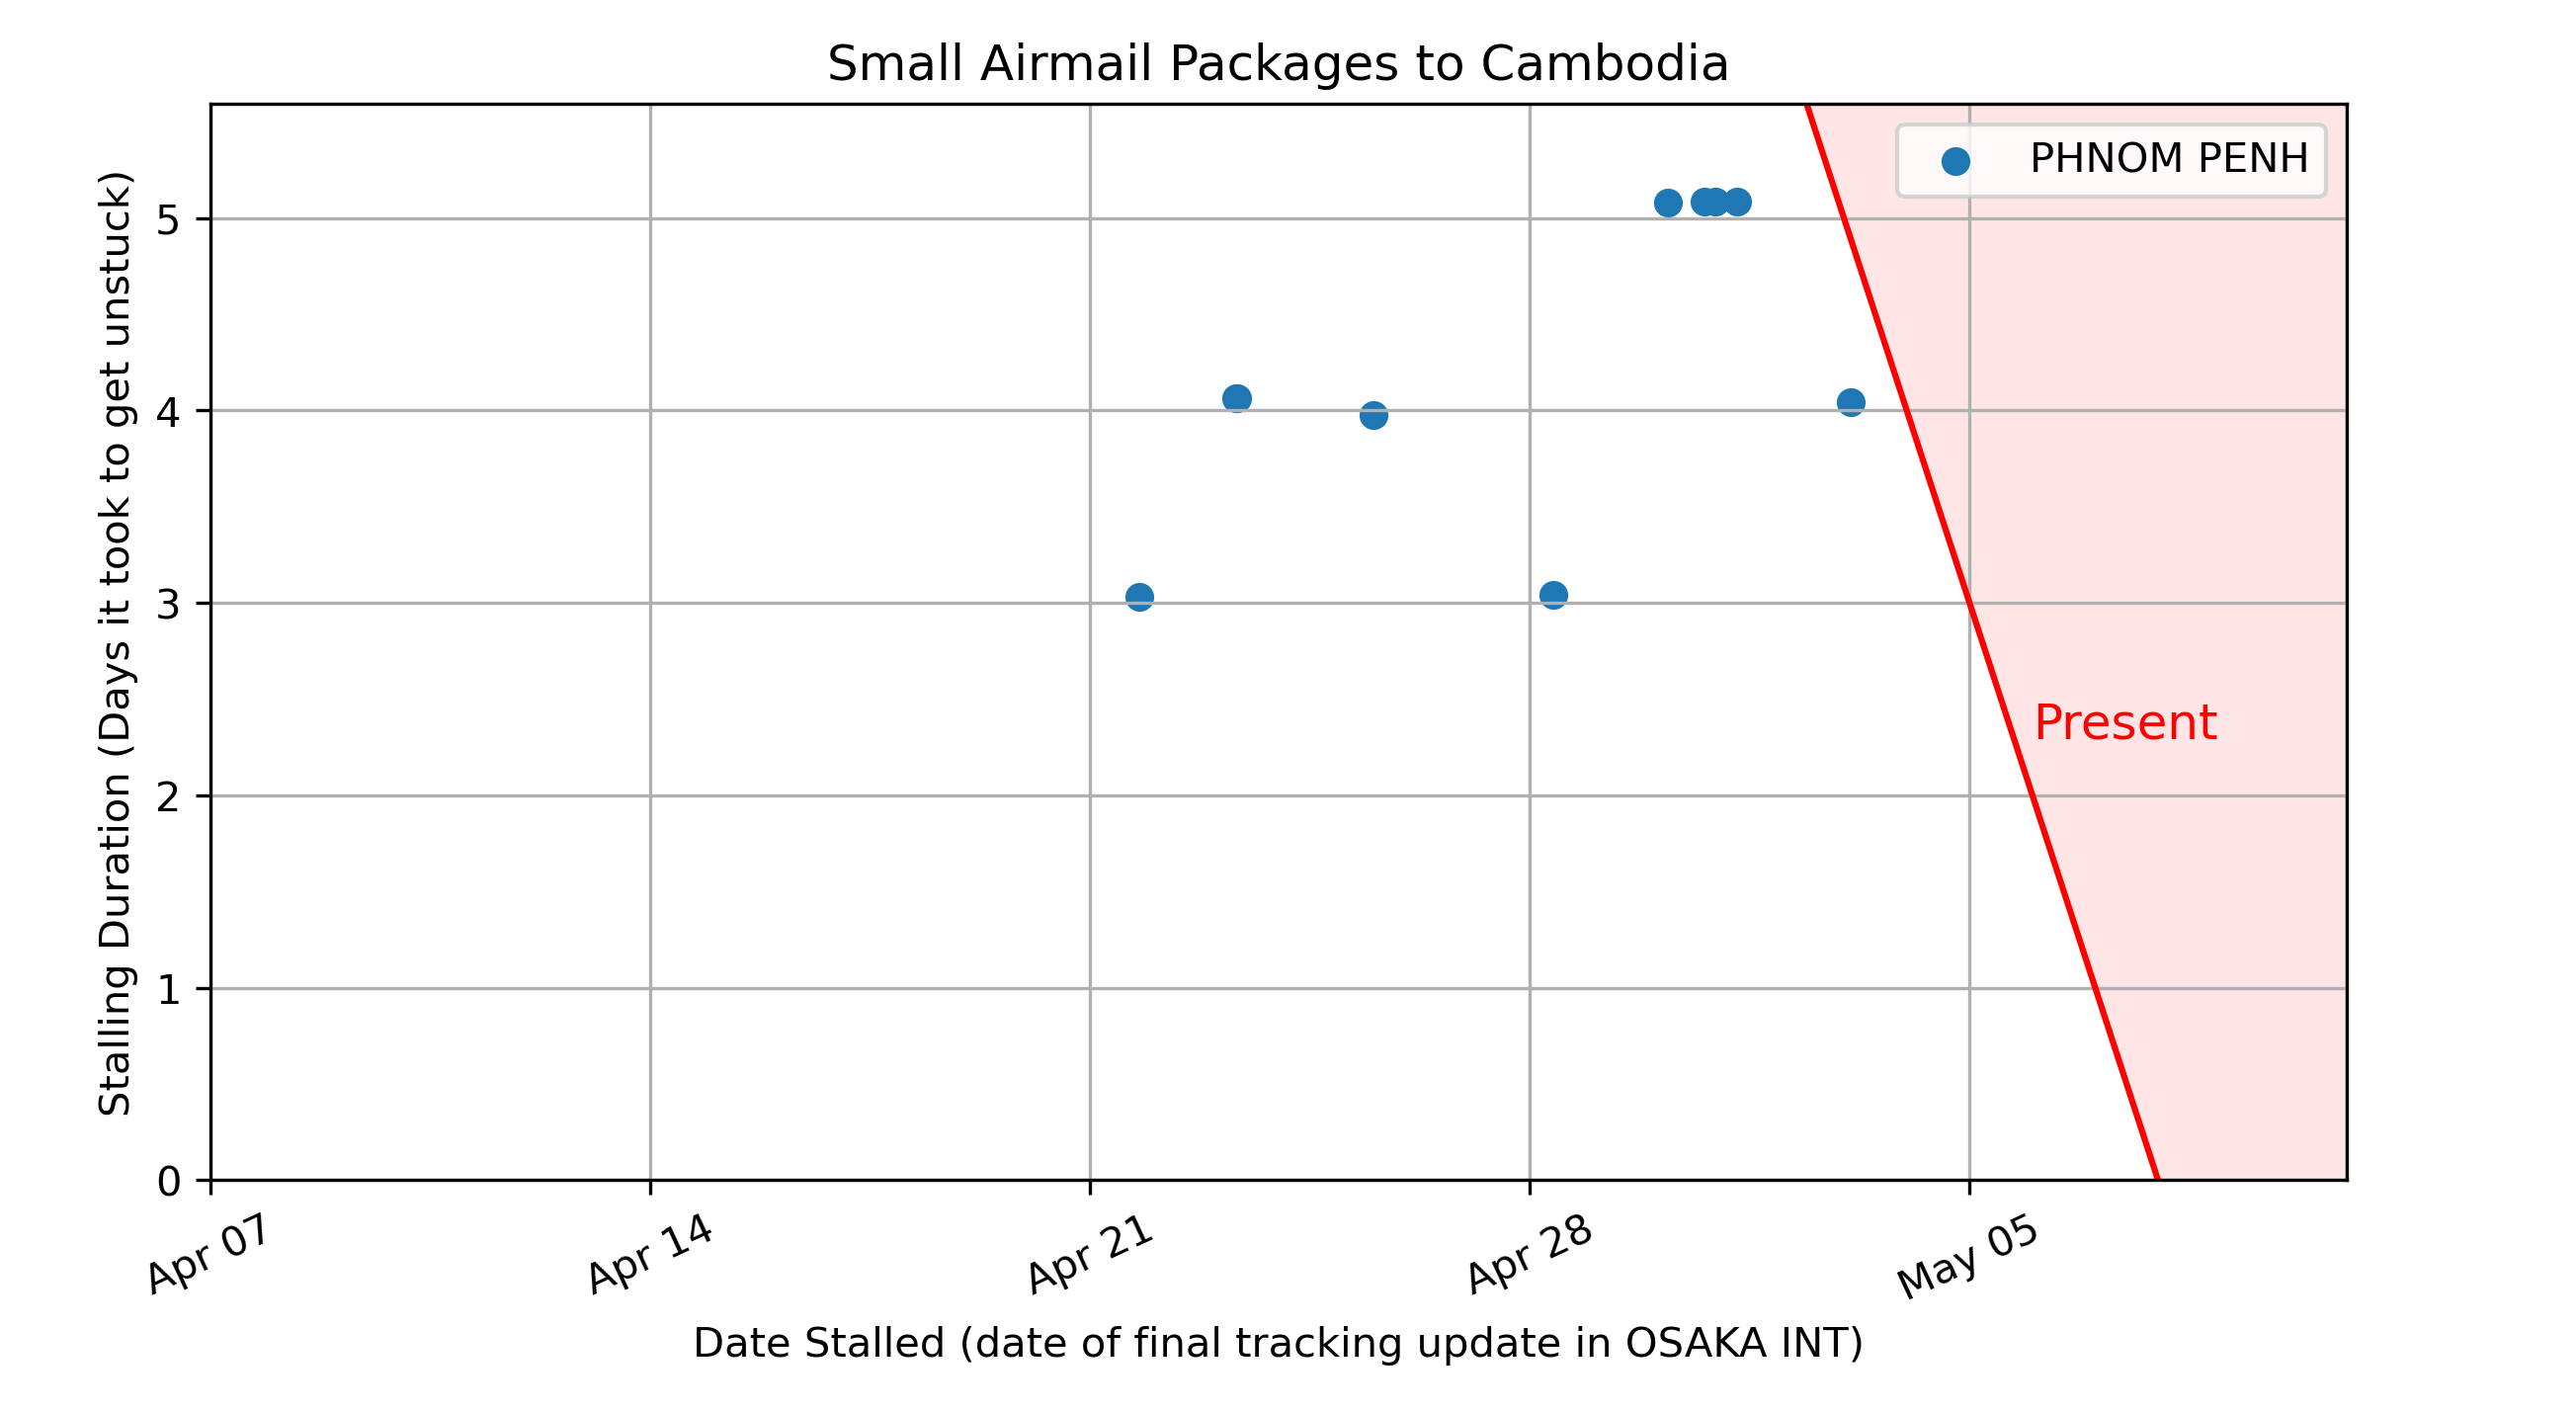 Small Airmail Packages to Cambodia
PHNOM PENH
Stalling Duration (Days it took to get unstuck)
5
4
3
2
1
0
Present
Apr 07
Apr 14
Apr 21
Apr 28
May 05
Date Stalled (date of final tracking update in OSAKA INT)